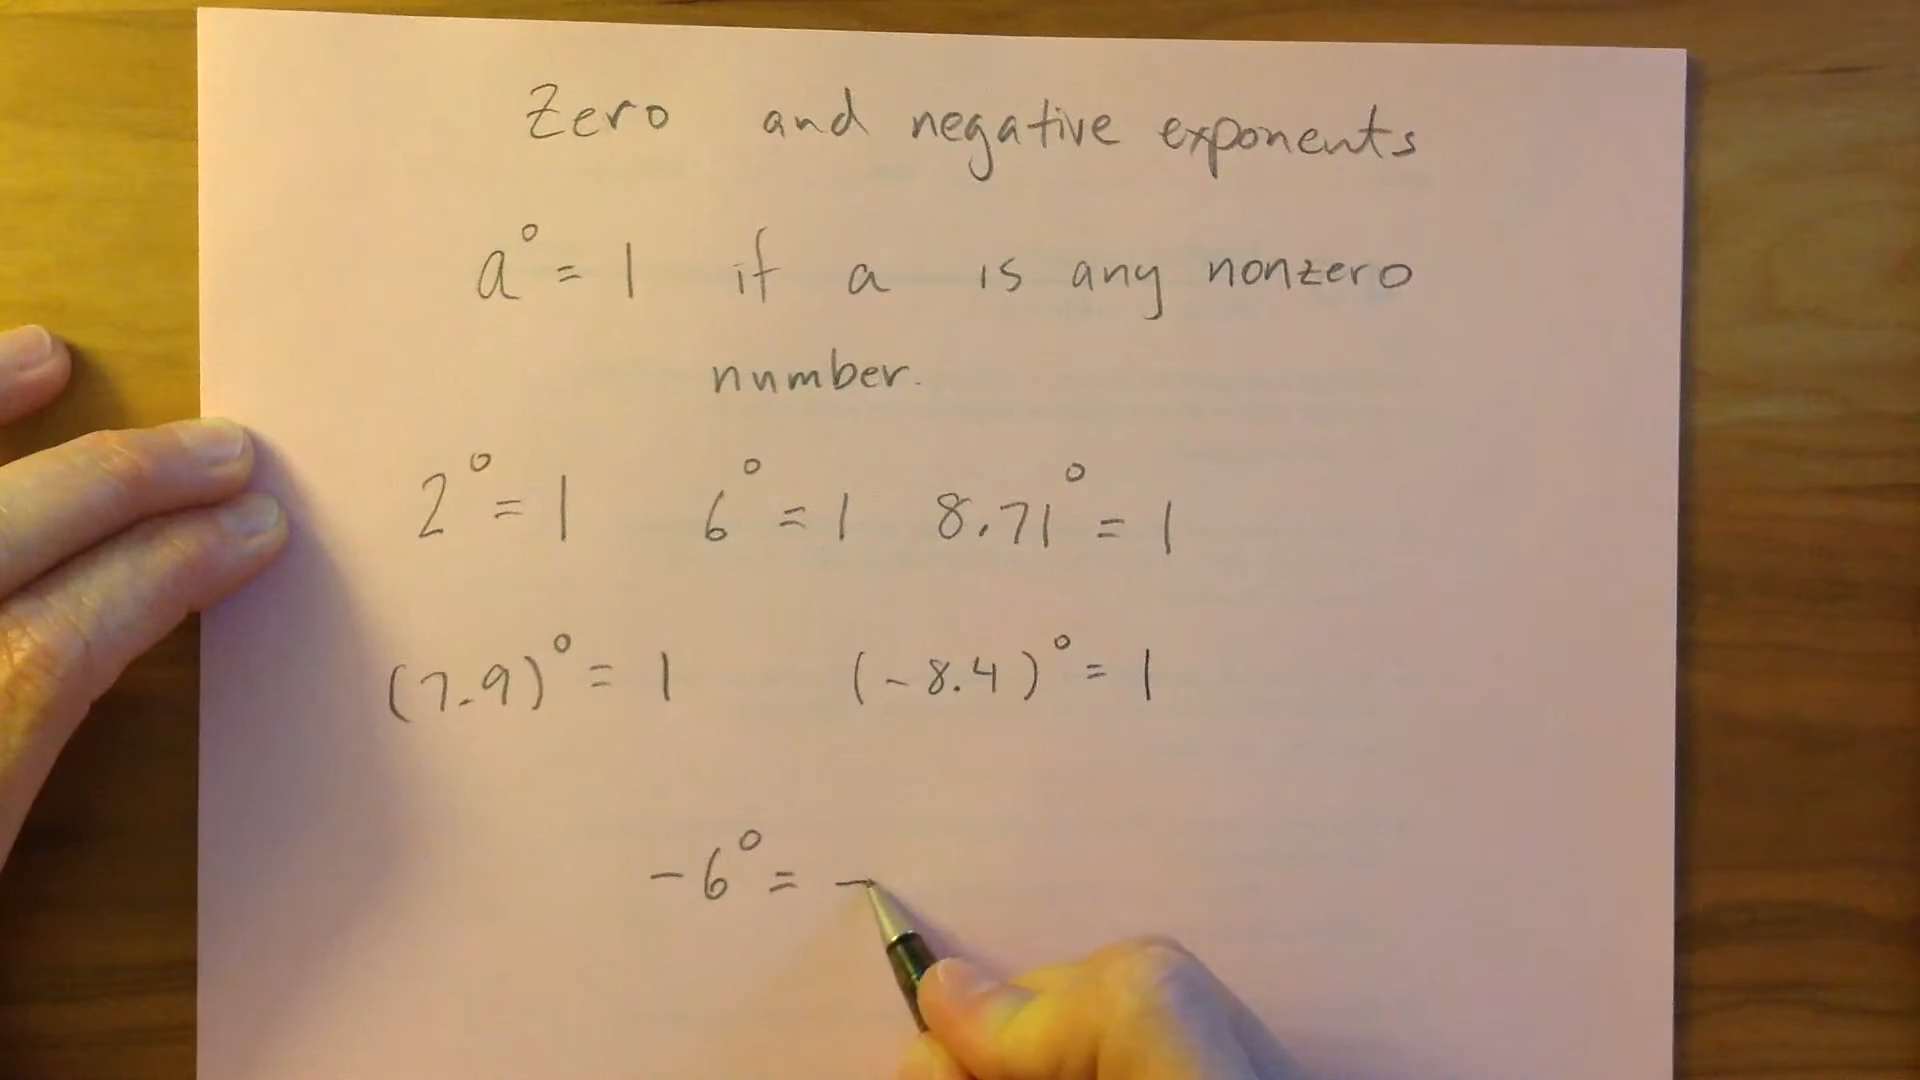 Zero and negative exponents
a⁰ = 1 if a is any nonzero
number.
2⁰ = 1 6⁰ = 1 8.71⁰ = 1
(7.9)⁰ = 1 (-8.4)⁰ = 1
-6⁰ = -